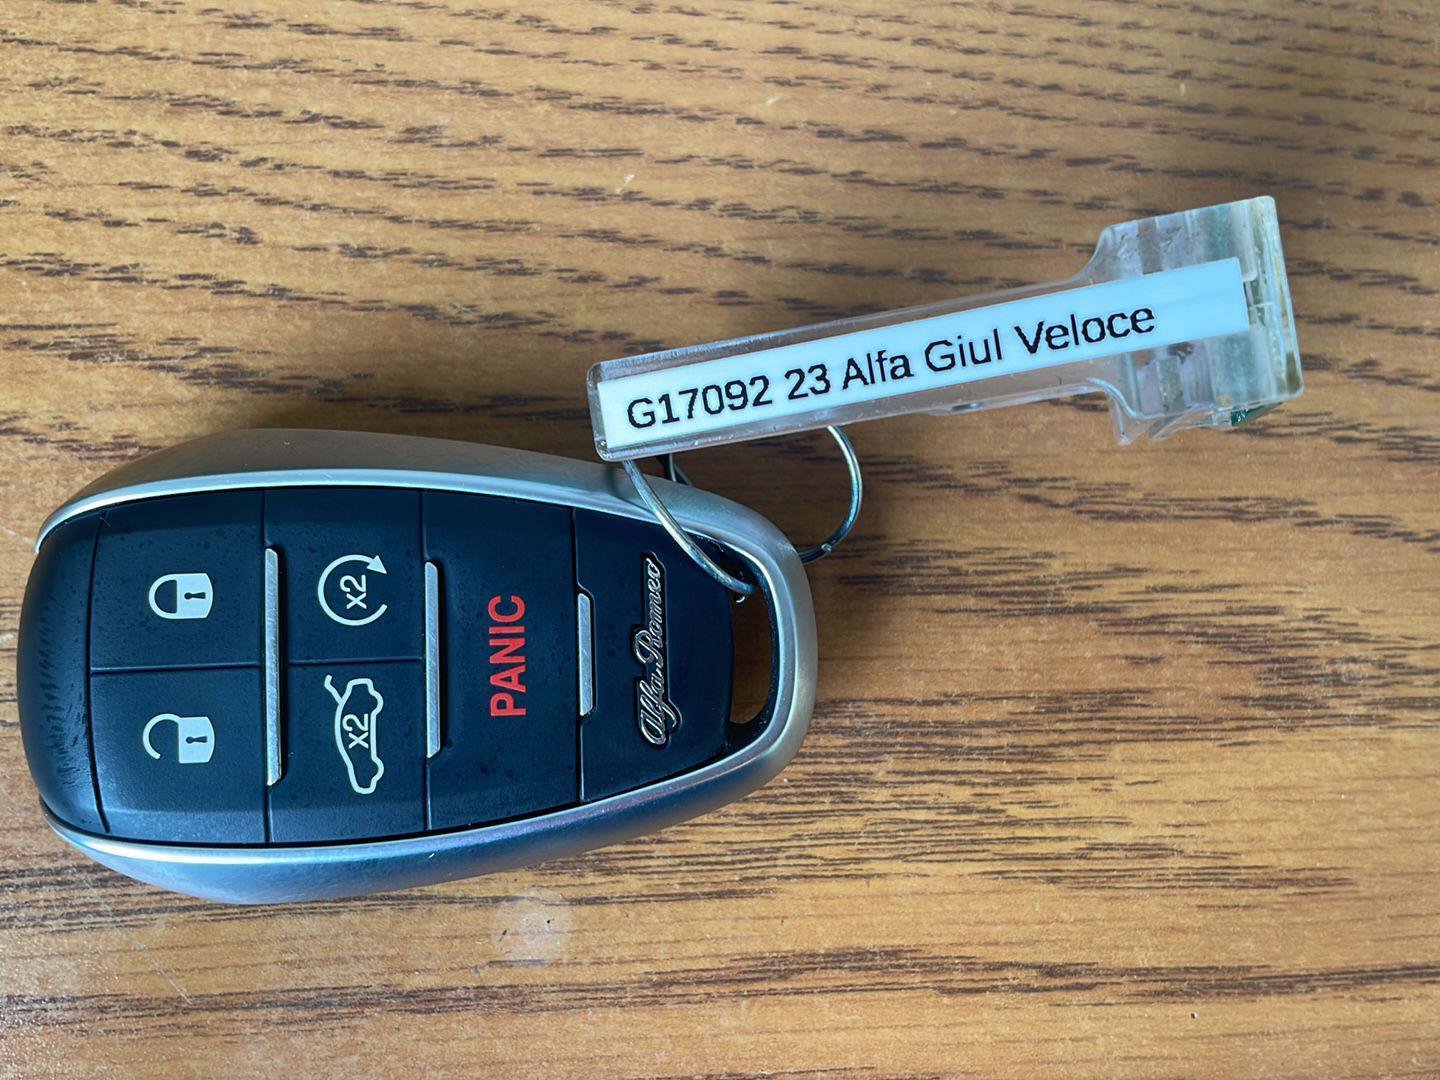 G17092 23 Alfa Giul Veloce
x2
x2
PANIC
Alfa Romeo